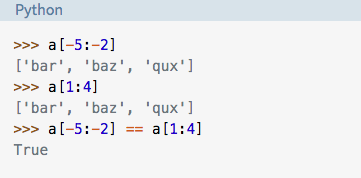 Python
>>> a[-5:-2]
['bar', 'baz', 'qux']
>>> a[1:4]
['bar', 'baz', 'qux']
>>> a[-5:-2] == a[1:4]
True